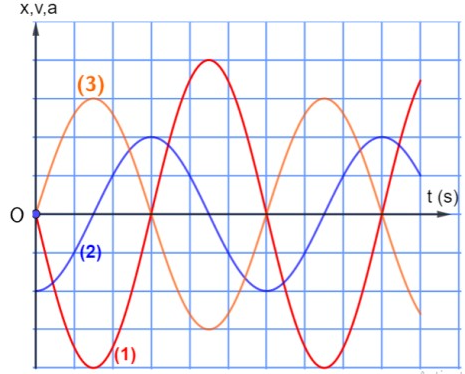 x,v,a
(3)
t (s)
O
(2)
(1)